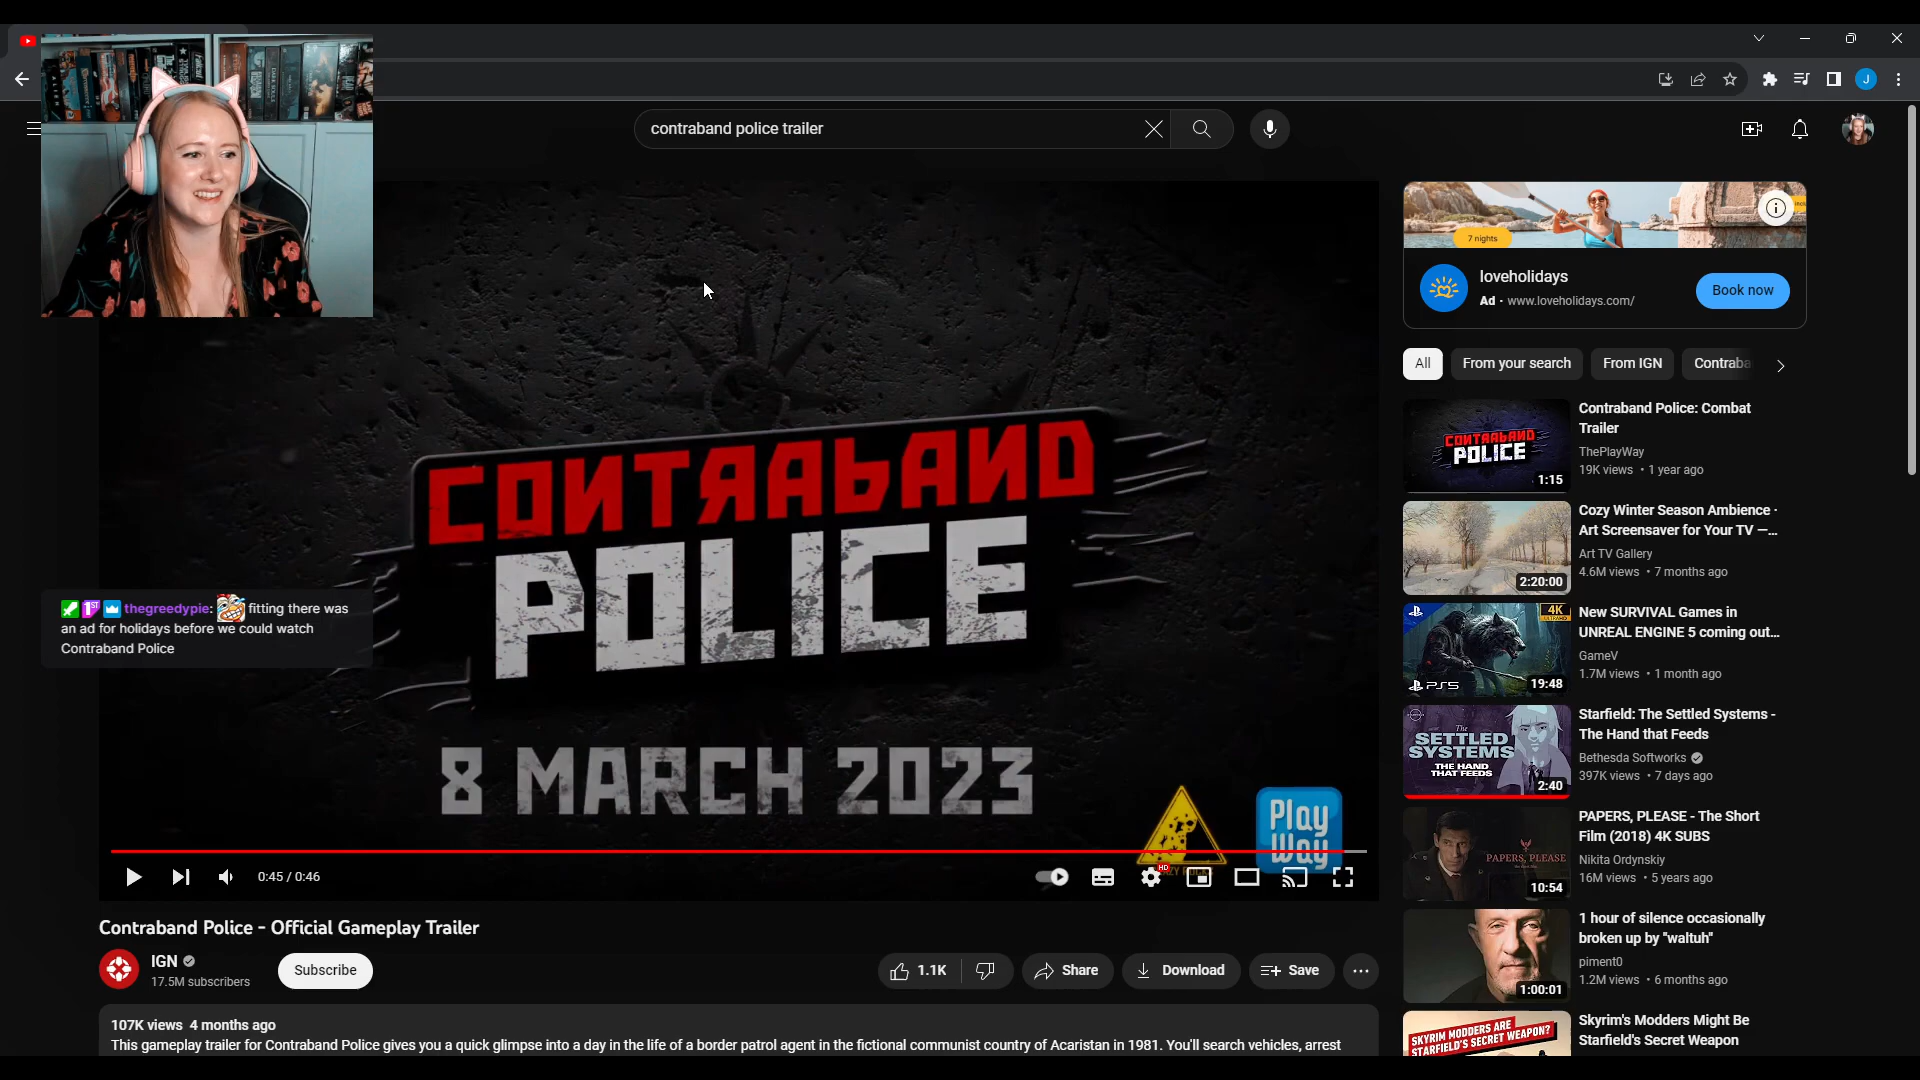 contraband police trailer
J
7 nights
loveholidays
Ad · www.loveholidays.com/
Book now
All
From your search
From IGN
Contraba
CONTRABAND
POLICE
8 MARCH 2023
Play
Way
thegreedypie: fitting there was
an ad for holidays before we could watch
Contraband Police
HD
0:45 / 0:46
Contraband Police - Official Gameplay Trailer
IGN
17.5M subscribers
Subscribe
1.1K
Share
Download
Save
107K views 4 months ago
This gameplay trailer for Contraband Police gives you a quick glimpse into a day in the life of a border patrol agent in the fictional communist country of Acaristan in 1981. You'll search vehicles, arrest
CONTRABAND
POLICE
1:15
Contraband Police: Combat
Trailer
ThePlayWay
19K views • 1 year ago
2:20:00
Cozy Winter Season Ambience ·
Art Screensaver for Your TV —...
Art TV Gallery
4.6M views • 7 months ago
4K
ULTRA HD
PS5
19:48
New SURVIVAL Games in
UNREAL ENGINE 5 coming out...
GameV
1.7M views • 1 month ago
The
SETTLED
SYSTEMS
THE HAND
THAT FEEDS
2:40
Starfield: The Settled Systems -
The Hand that Feeds
Bethesda Softworks
397K views • 7 days ago
PAPERS, PLEASE
10:54
PAPERS, PLEASE - The Short
Film (2018) 4K SUBS
Nikita Ordynskiy
16M views • 5 years ago
1:00:01
1 hour of silence occasionally
broken up by "waltuh"
piment0
1.2M views • 6 months ago
SKYRIM MODDERS ARE
STARFIELD'S SECRET WEAPON?
Skyrim's Modders Might Be
Starfield's Secret Weapon